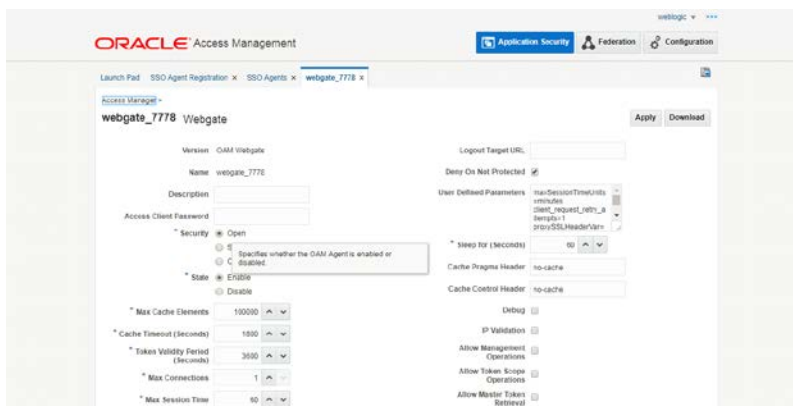 weblogic
ORACLE Access Management
Application Security
Federation
Configuration
Launch Pad
SSO Agent Registration ×
SSO Agents ×
webgate_7778 ×
Access Manager >
webgate_7778 Webgate
Apply
Download
Version OAM Webgate
Name webgate_7778
Description
Access Client Password
* Security Open
S
C
Specifies whether the OAM Agent is enabled or
disabled.
* State Enable
Disable
* Max Cache Elements 100000
* Cache Timeout (Seconds) 1800
* Token Validity Period
(Seconds) 3600
* Max Connections 1
* Max Session Time 60
Logout Target URL
Deny On Not Protected
User Defined Parameters maxSessionTimeUnits
=minutes
client_request_retry_a
ttempts=1
proxySSLHeaderVar=
* Sleep for (Seconds) 60
Cache Pragma Header no-cache
Cache Control Header no-cache
Debug
IP Validation
Allow Management
Operations
Allow Token Scope
Operations
Allow Master Token
Retrieval